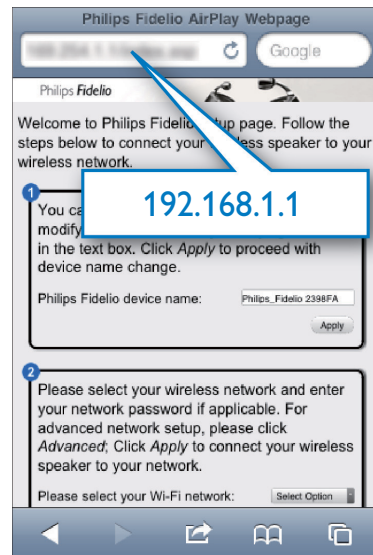 Philips Fidelio AirPlay Webpage
Google
Philips Fidelio
Welcome to Philips Fidelio setup page. Follow the
steps below to connect your wireless speaker to your
wireless network.
192.168.1.1
1
You ca
modify
in the text box. Click Apply to proceed with
device name change.
Philips Fidelio device name:
Philips_Fidelio 2398FA
Apply
2
Please select your wireless network and enter
your network password if applicable. For
advanced network setup, please click
Advanced; Click Apply to connect your wireless
speaker to your network.
Please select your Wi-Fi network:
Select Option